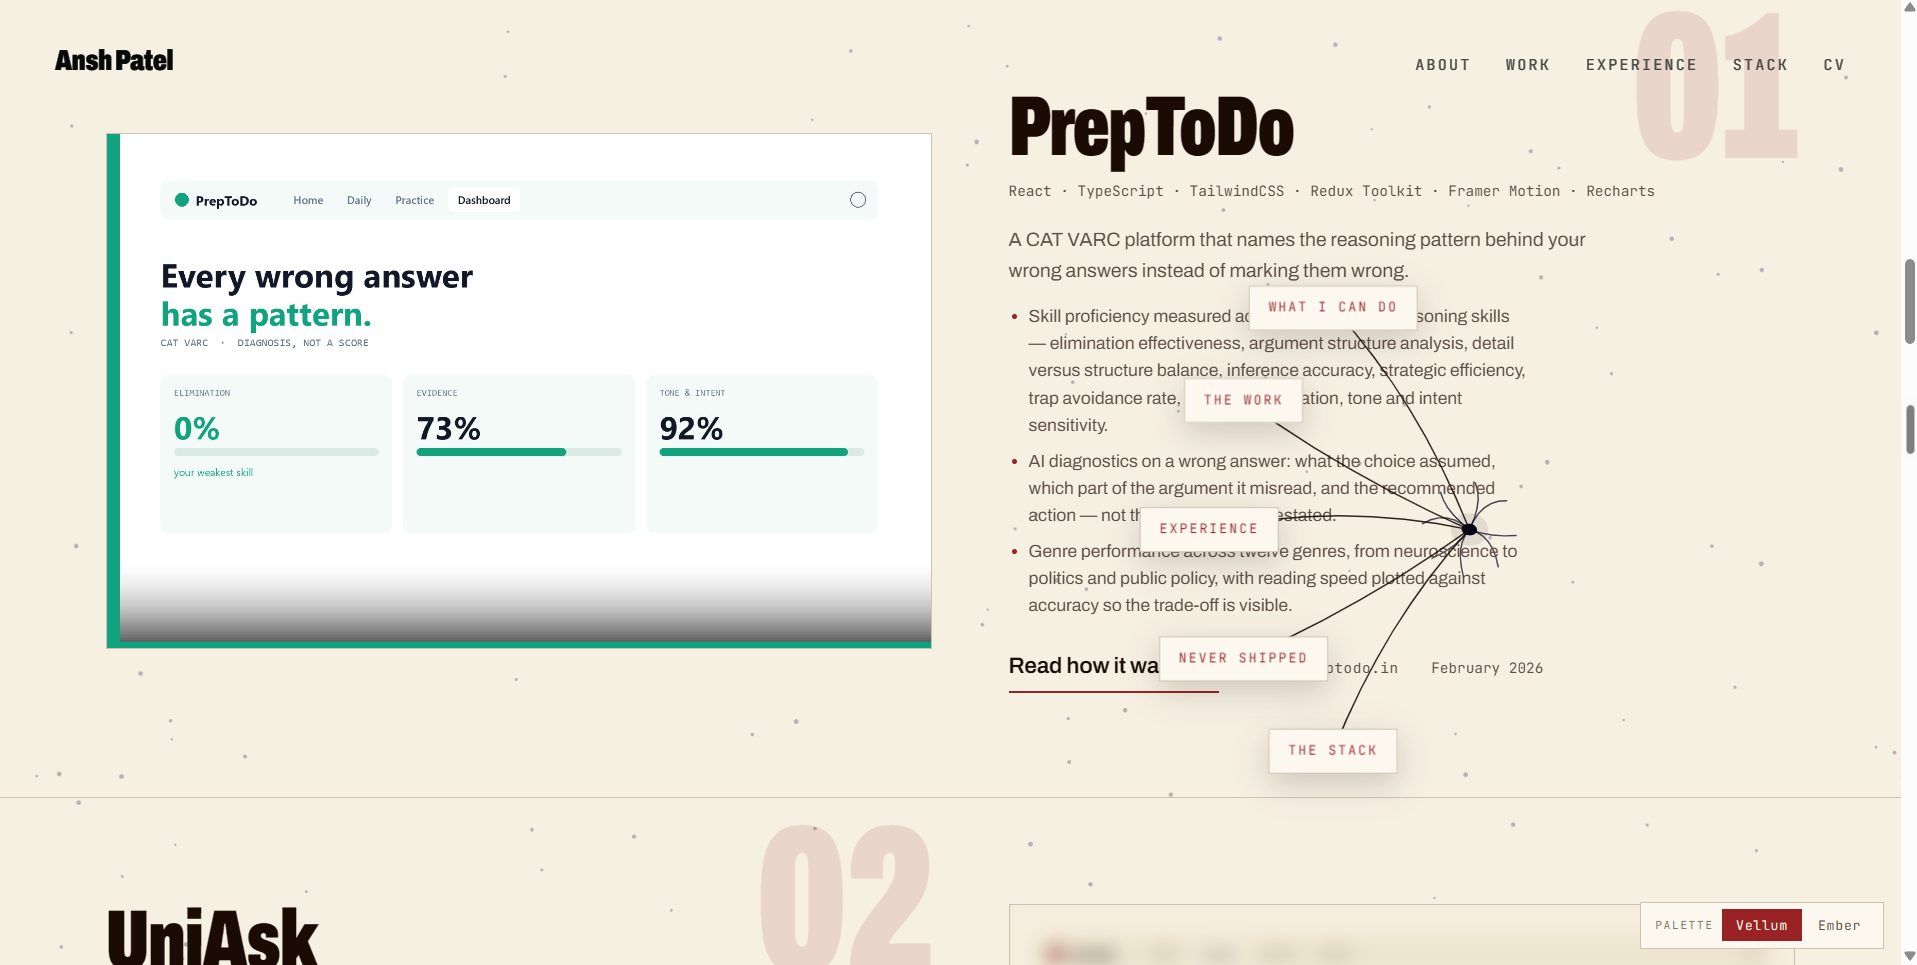 Ansh Patel
ABOUT WORK EXPERIENCE STACK CV
01
PrepToDo
Home Daily Practice Dashboard
Every wrong answer
has a pattern.
CAT VARC · DIAGNOSIS, NOT A SCORE
ELIMINATION
0%
your weakest skill
EVIDENCE
73%
TONE & INTENT
92%
PrepToDo
React · TypeScript · TailwindCSS · Redux Toolkit · Framer Motion · Recharts
A CAT VARC platform that names the reasoning pattern behind your
wrong answers instead of marking them wrong.
WHAT I CAN DO
• Skill proficiency measured soning skills
— elimination effectiveness, argument structure analysis, detail
versus structure balance, inference accuracy, strategic efficiency,
trap avoidance rate, ation, tone and intent
sensitivity.
THE WORK
• AI diagnostics on a wrong answer: what the choice assumed,
which part of the argument it misread, and the recommended
action — not th estated.
EXPERIENCE
• Genre performance across twelve genres, from neuroscience to
politics and public policy, with reading speed plotted against
accuracy so the trade-off is visible.
Read how it wa ptodo.in February 2026
NEVER SHIPPED
THE STACK
02
UniAsk
PALETTE Vellum Ember